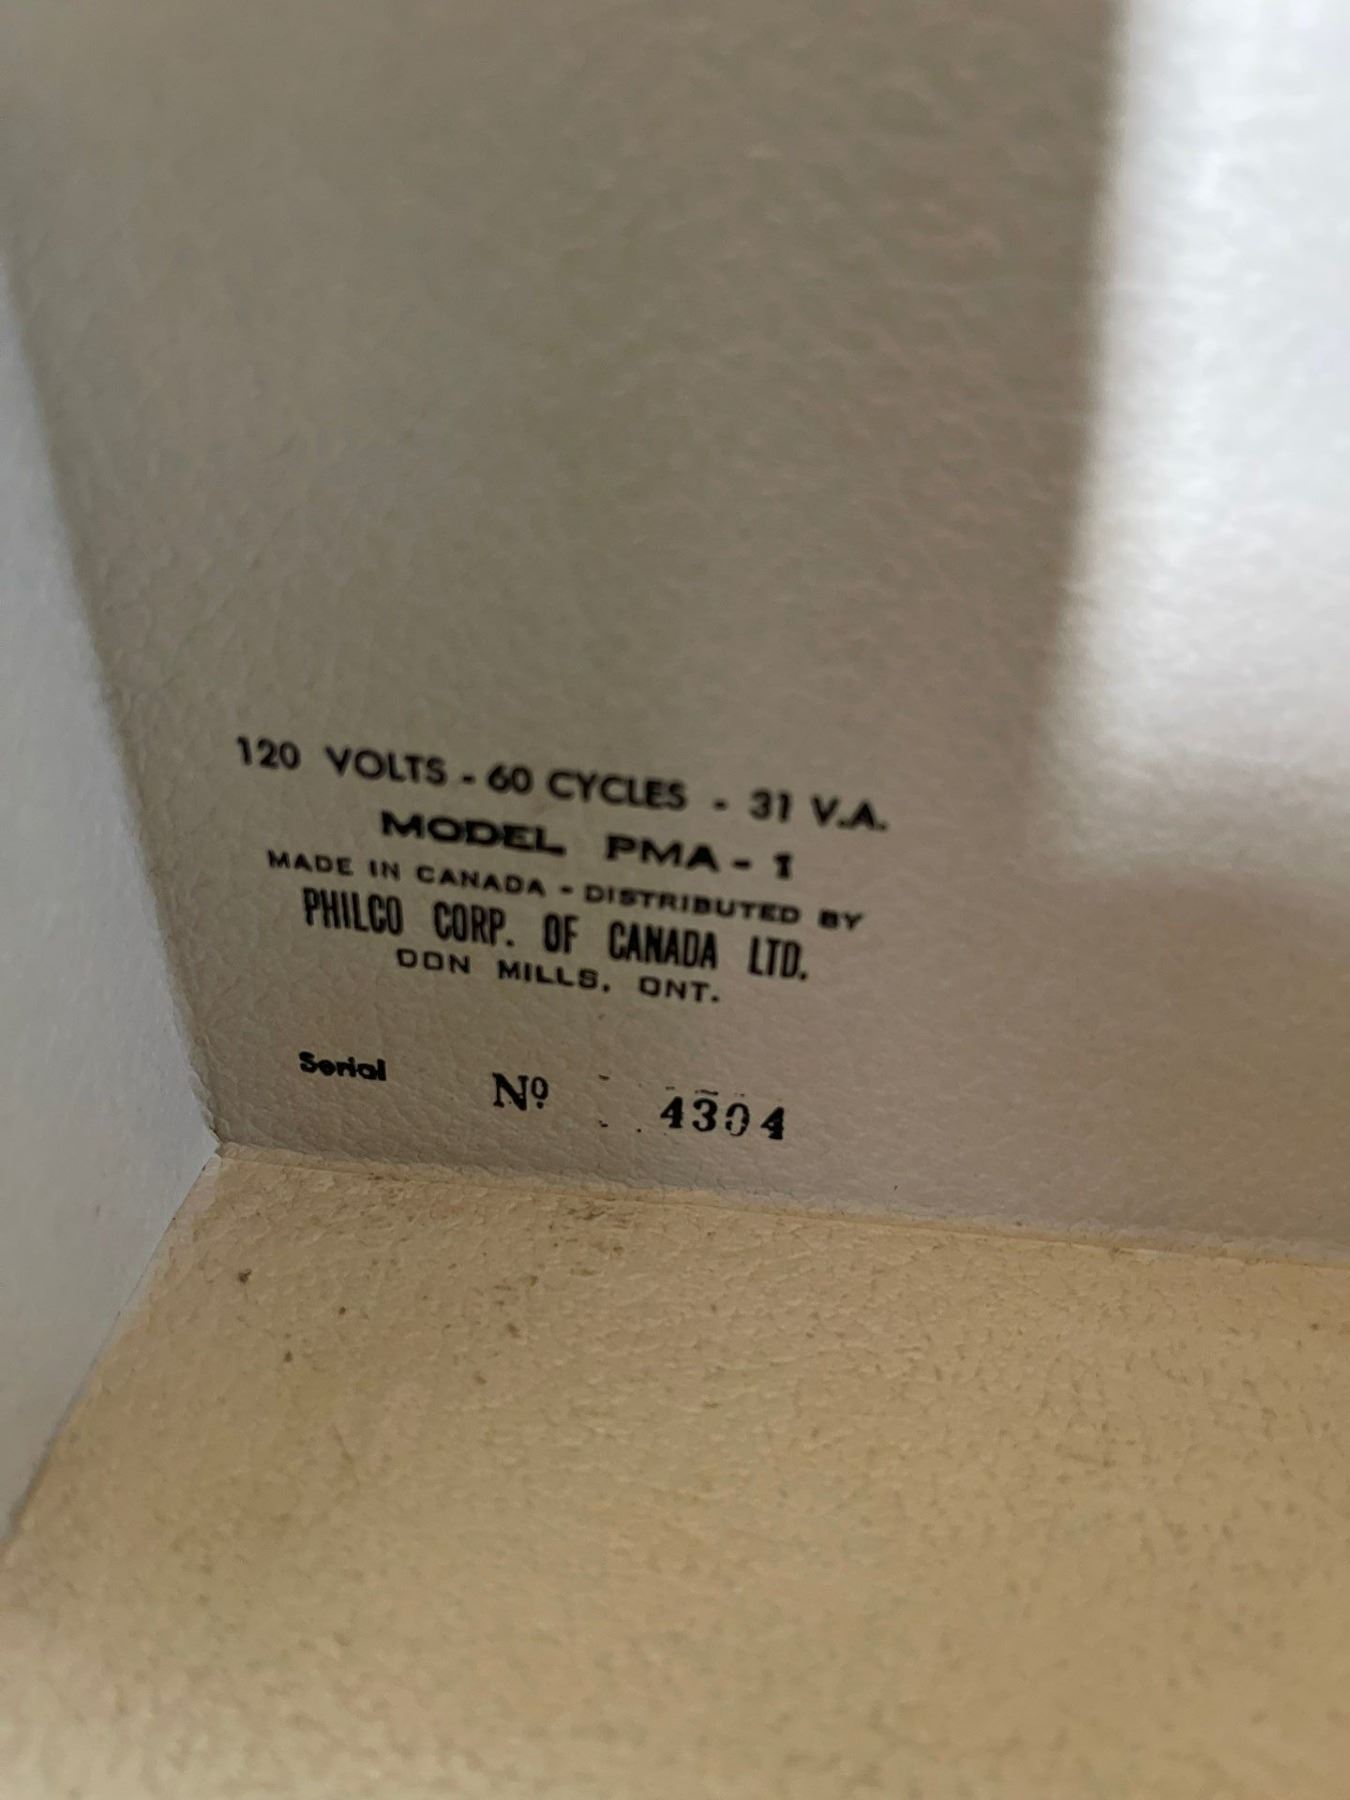 120 VOLTS - 60 CYCLES - 31 V.A.
MODEL PMA - 1
MADE IN CANADA - DISTRIBUTED BY
PHILCO CORP. OF CANADA LTD.
DON MILLS, ONT.
Serial Nº 4304